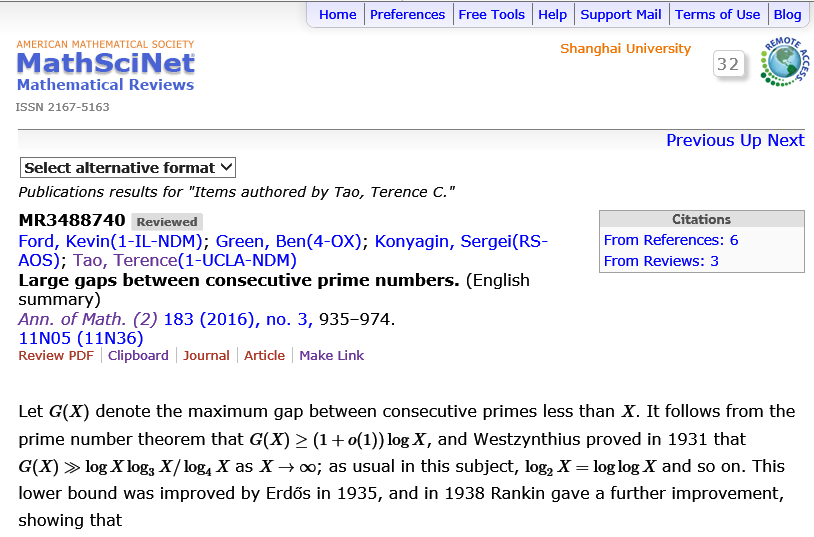 Home Preferences Free Tools Help Support Mail Terms of Use Blog
AMERICAN MATHEMATICAL SOCIETY
MathSciNet
Mathematical Reviews
ISSN 2167-5163
Shanghai University
32
REMOTE ACCESS
Previous Up Next
Select alternative format
Publications results for "Items authored by Tao, Terence C."
MR3488740 Reviewed
Ford, Kevin(1-IL-NDM); Green, Ben(4-OX); Konyagin, Sergei(RS-
AOS); Tao, Terence(1-UCLA-NDM)
Large gaps between consecutive prime numbers. (English
summary)
Ann. of Math. (2) 183 (2016), no. 3, 935–974.
11N05 (11N36)
Review PDF Clipboard Journal Article Make Link
Citations
From References: 6
From Reviews: 3
Let G(X) denote the maximum gap between consecutive primes less than X. It follows from the
prime number theorem that G(X) ≥ (1 + o(1)) log X, and Westzynthius proved in 1931 that
G(X) ≫ log X log₃ X/ log₄ X as X → ∞; as usual in this subject, log₂ X = log log X and so on. This
lower bound was improved by Erdős in 1935, and in 1938 Rankin gave a further improvement,
showing that